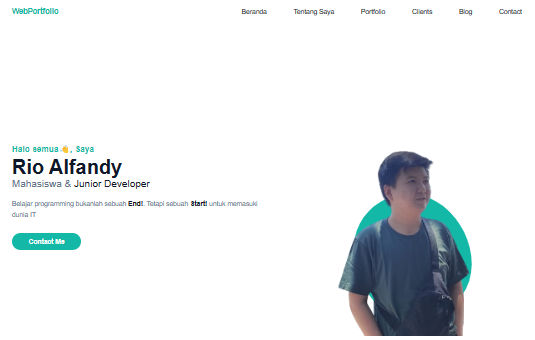 WebPortfolio
Beranda Tentang Saya Portfolio Clients Blog Contact
Halo semua👋, Saya
Rio Alfandy
Mahasiswa & Junior Developer
Belajar programming bukanlah sebuah End!. Tetapi sebuah Start! untuk memasuki
dunia IT
Contact Me